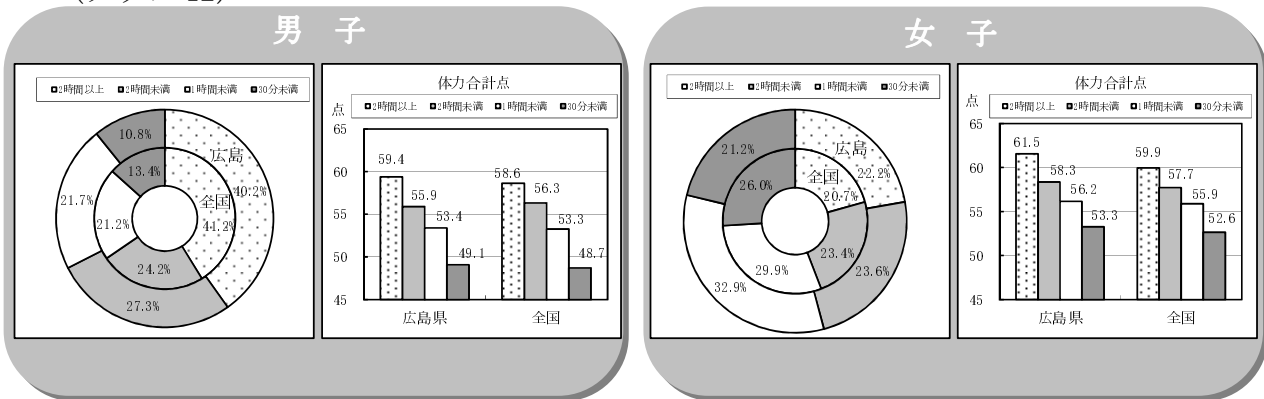 男 子
□2時間以上 ■2時間未満 □1時間未満 ■30分未満
広島
全国
40.2%
41.2%
27.3%
24.2%
21.7%
21.2%
10.8%
13.4%
体力合計点
点
□2時間以上 ■2時間未満 □1時間未満 ■30分未満
65
60
55
50
45
59.4
55.9
53.4
49.1
58.6
56.3
53.3
48.7
広島県
全国
女 子
□2時間以上 ■2時間未満 □1時間未満 ■30分未満
広島
全国
22.2%
20.7%
23.6%
23.4%
32.9%
29.9%
21.2%
26.0%
体力合計点
点
□2時間以上 ■2時間未満 □1時間未満 ■30分未満
65
60
55
50
45
61.5
58.3
56.2
53.3
59.9
57.7
55.9
52.6
広島県
全国